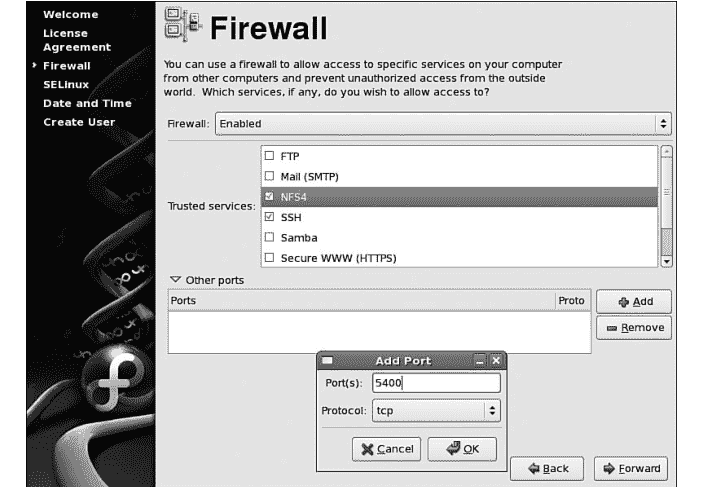 Welcome
License
Agreement
Firewall
SELinux
Date and Time
Create User
Firewall
You can use a firewall to allow access to specific services on your computer
from other computers and prevent unauthorized access from the outside
world. Which services, if any, do you wish to allow access to?
Firewall: Enabled
Trusted services:
FTP
Mail (SMTP)
NFS4
SSH
Samba
Secure WWW (HTTPS)
Other ports
Ports Proto
Add
Remove
Add Port
Port(s): 5400
Protocol: tcp
Cancel OK
Back Forward